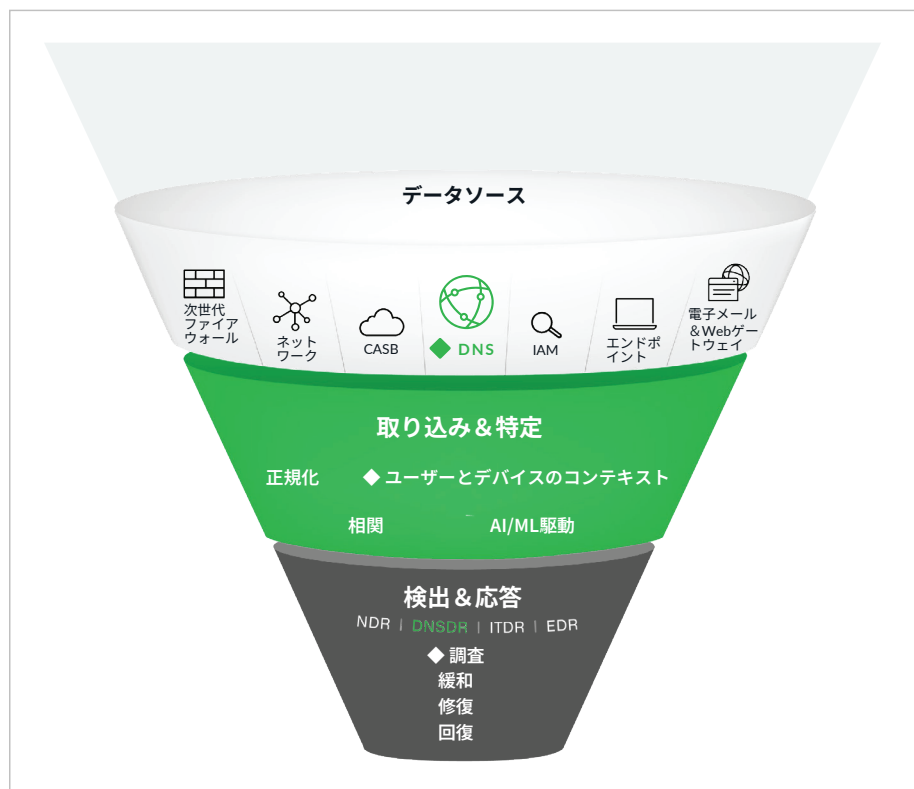 データソース
次世代
ファイア
ウォール
ネット
ワーク
CASB
◆ DNS
IAM
エンドポ
イント
電子メール
&Webゲー
トウェイ
取り込み&特定
正規化
◆ ユーザーとデバイスのコンテキスト
相関
AI/ML駆動
検出&応答
NDR | DNSDR | ITDR | EDR
◆ 調査
緩和
修復
回復